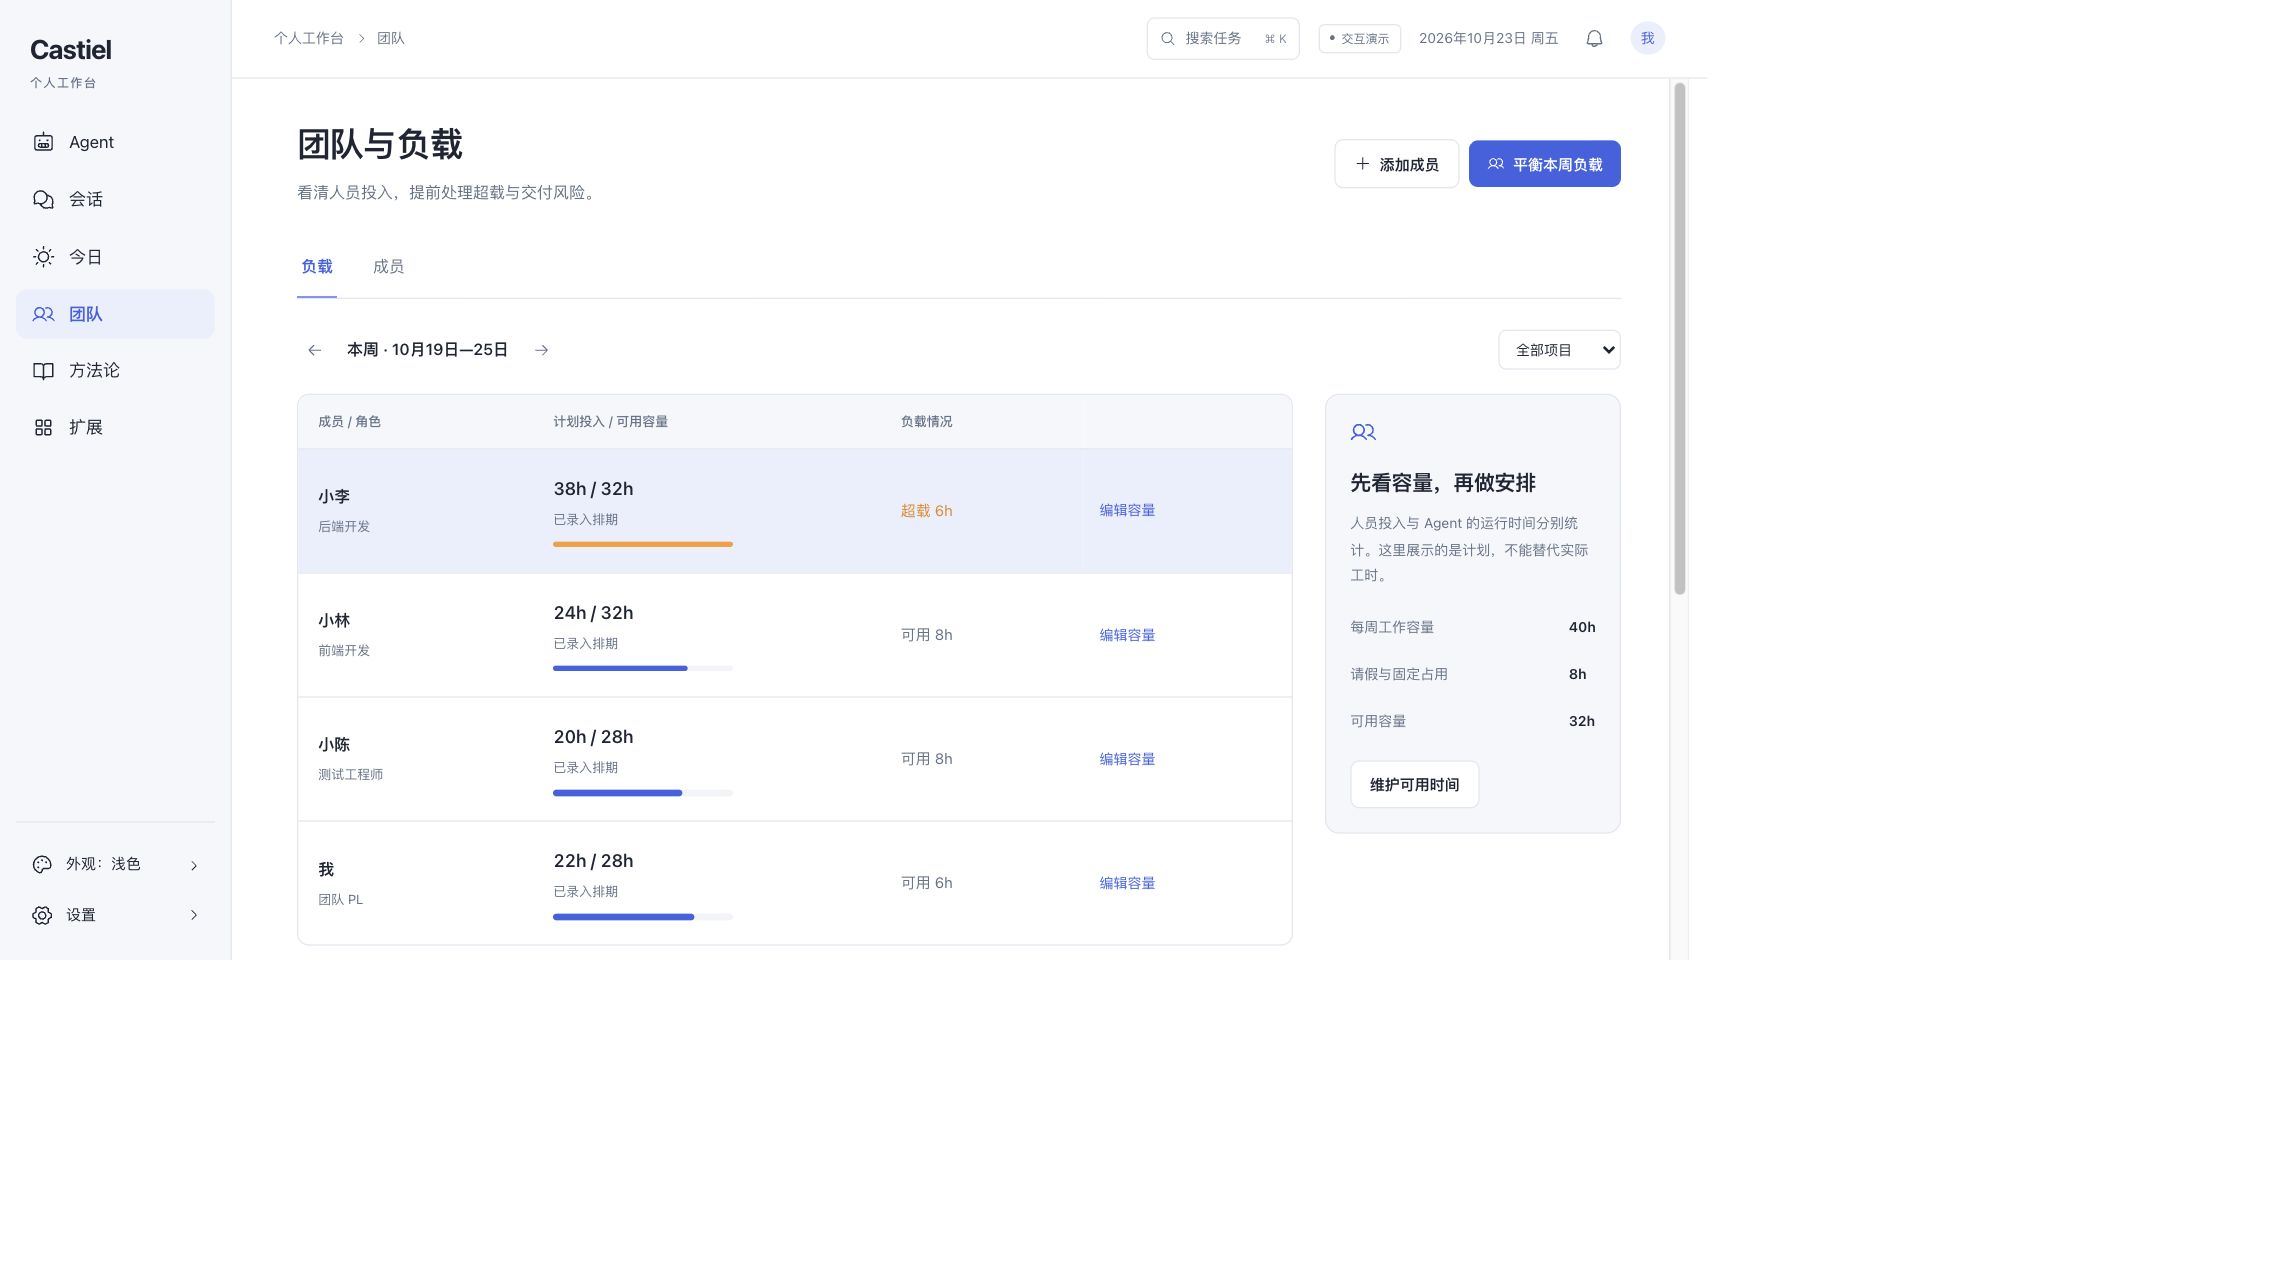 Castiel
个人工作台
Agent
会话
今日
团队
方法论
扩展
外观：浅色
设置
个人工作台 > 团队
搜索任务 ⌘ K
• 交互演示
2026年10月23日 周五
我
团队与负载
看清人员投入，提前处理超载与交付风险。
+ 添加成员
平衡本周负载
负载 成员
← 本周 · 10月19日—25日 →
全部项目
成员 / 角色 计划投入 / 可用容量 负载情况
小李
后端开发
38h / 32h
已录入排期
超载 6h
编辑容量
小林
前端开发
24h / 32h
已录入排期
可用 8h
编辑容量
小陈
测试工程师
20h / 28h
已录入排期
可用 8h
编辑容量
我
团队 PL
22h / 28h
已录入排期
可用 6h
编辑容量
先看容量，再做安排
人员投入与 Agent 的运行时间分别统
计。这里展示的是计划，不能替代实际
工时。
每周工作容量 40h
请假与固定占用 8h
可用容量 32h
维护可用时间